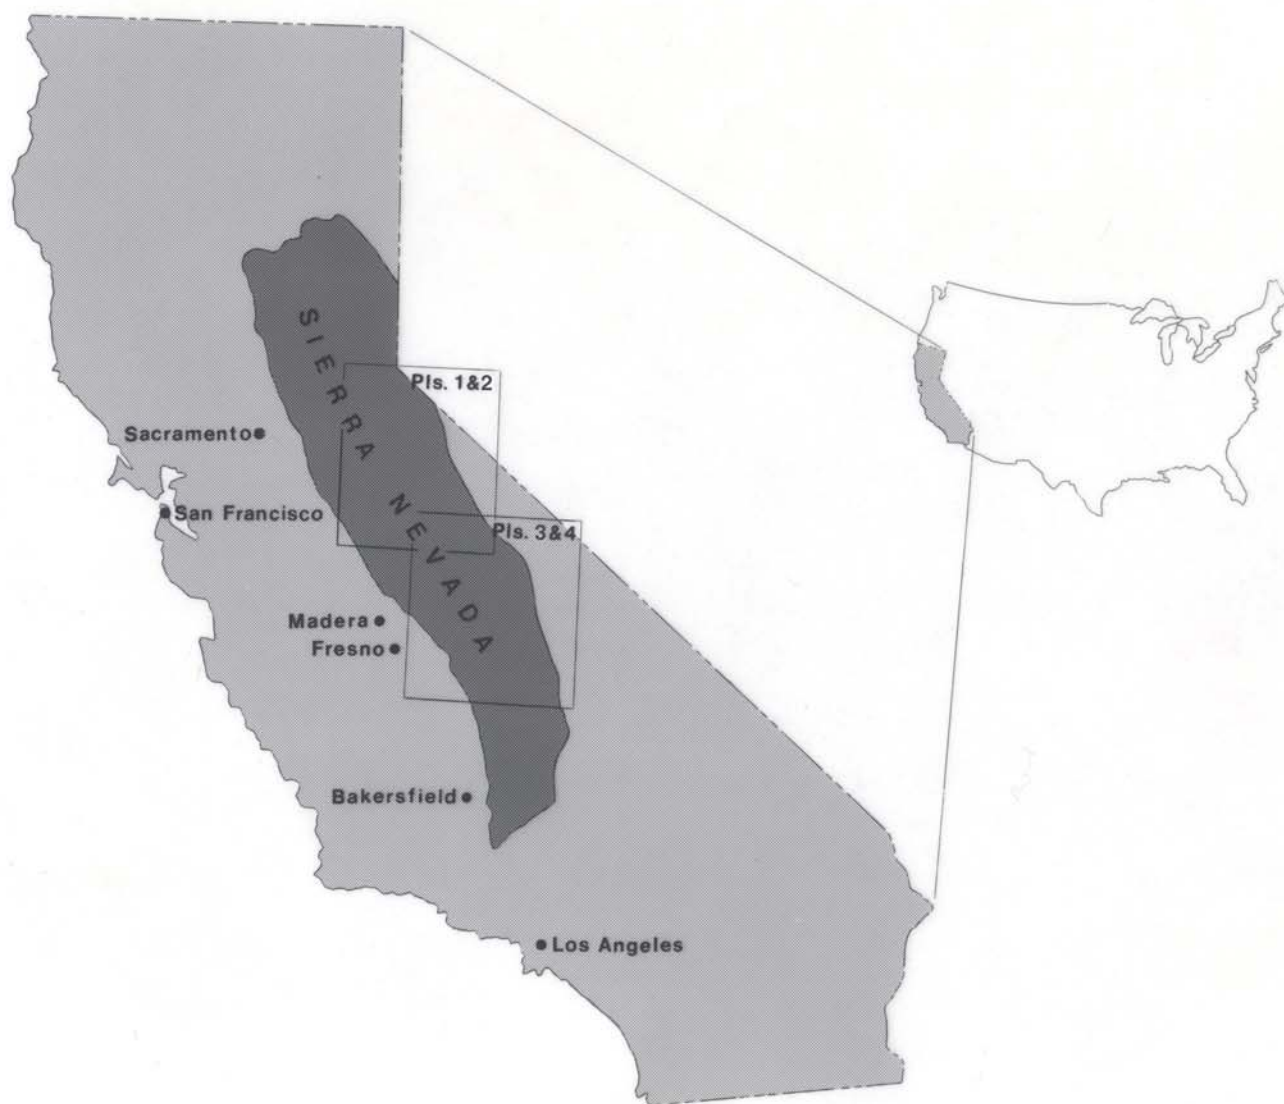 Pls. 1&2
SIERRA NEVADA
Sacramento
San Francisco
Pls. 3&4
Madera
Fresno
Bakersfield
Los Angeles